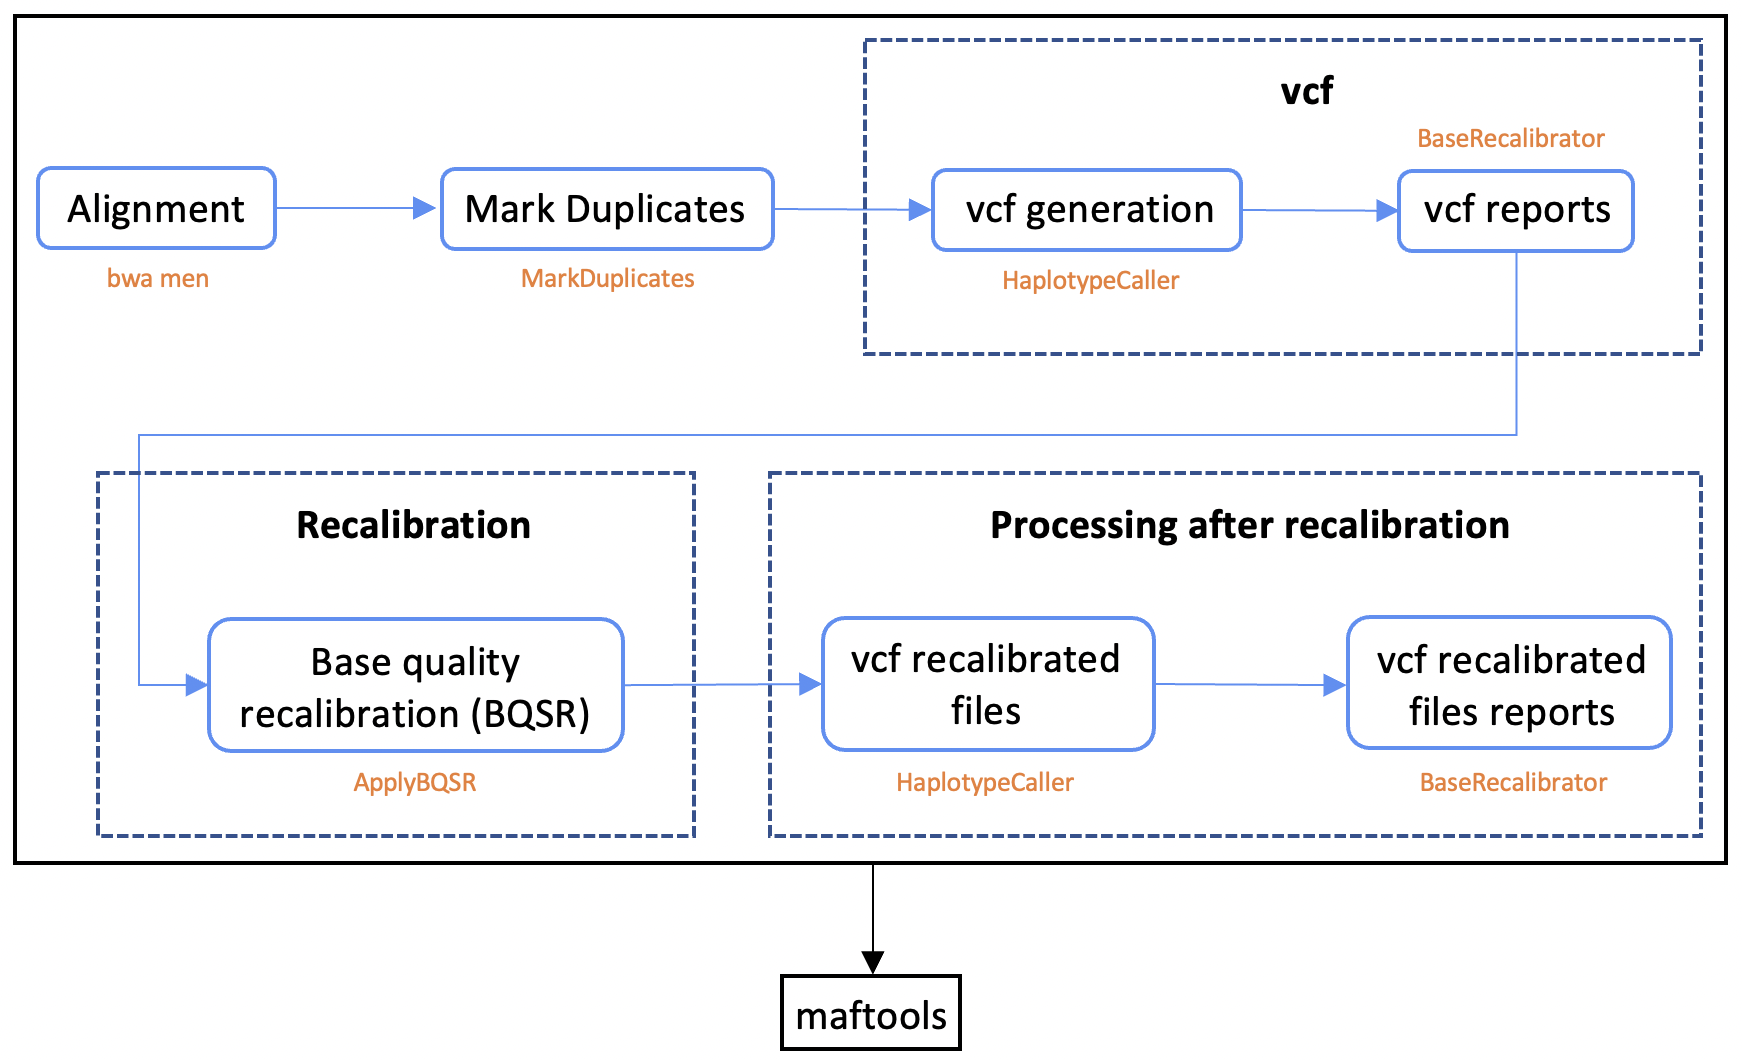 vcf
BaseRecalibrator
Alignment
Mark Duplicates
vcf generation
vcf reports
bwa men
MarkDuplicates
HaplotypeCaller
Recalibration
Processing after recalibration
Base quality
recalibration (BQSR)
vcf recalibrated
files
vcf recalibrated
files reports
ApplyBQSR
HaplotypeCaller
BaseRecalibrator
maftools